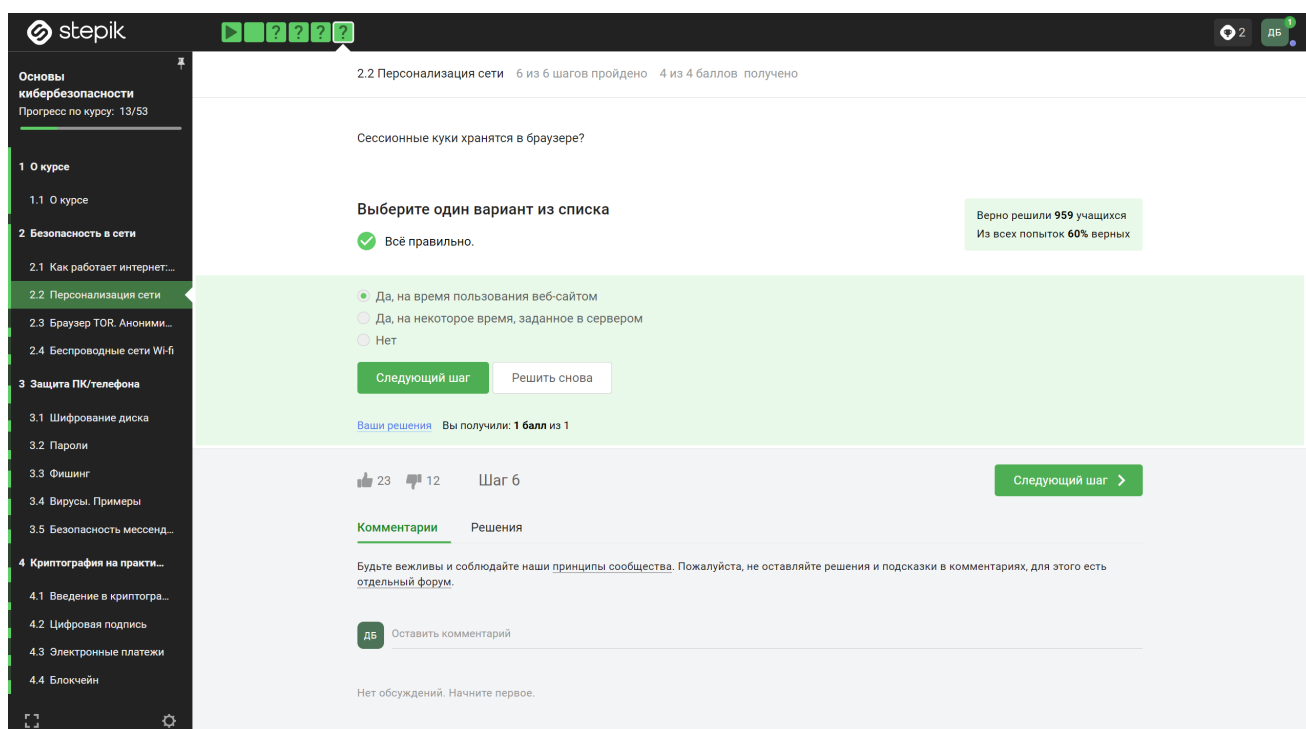 stepik
? ? ? ?
2
ДБ
1
Основы
кибербезопасности
Прогресс по курсу: 13/53
1 О курсе
1.1 О курсе
2 Безопасность в сети
2.1 Как работает интернет:...
2.2 Персонализация сети
2.3 Браузер TOR. Аноними...
2.4 Беспроводные сети Wi-fi
3 Защита ПК/телефона
3.1 Шифрование диска
3.2 Пароли
3.3 Фишинг
3.4 Вирусы. Примеры
3.5 Безопасность мессенд...
4 Криптография на практи...
4.1 Введение в криптогра...
4.2 Цифровая подпись
4.3 Электронные платежи
4.4 Блокчейн
2.2 Персонализация сети 6 из 6 шагов пройдено 4 из 4 баллов получено
Сессионные куки хранятся в браузере?
Выберите один вариант из списка
Всё правильно.
Верно решили 959 учащихся
Из всех попыток 60% верных
Да, на время пользования веб-сайтом
Да, на некоторое время, заданное в сервером
Нет
Следующий шаг
Решить снова
Ваши решения Вы получили: 1 балл из 1
23 12 Шаг 6
Следующий шаг
Комментарии Решения
Будьте вежливы и соблюдайте наши принципы сообщества. Пожалуйста, не оставляйте решения и подсказки в комментариях, для этого есть
отдельный форум.
ДБ Оставить комментарий
Нет обсуждений. Начните первое.